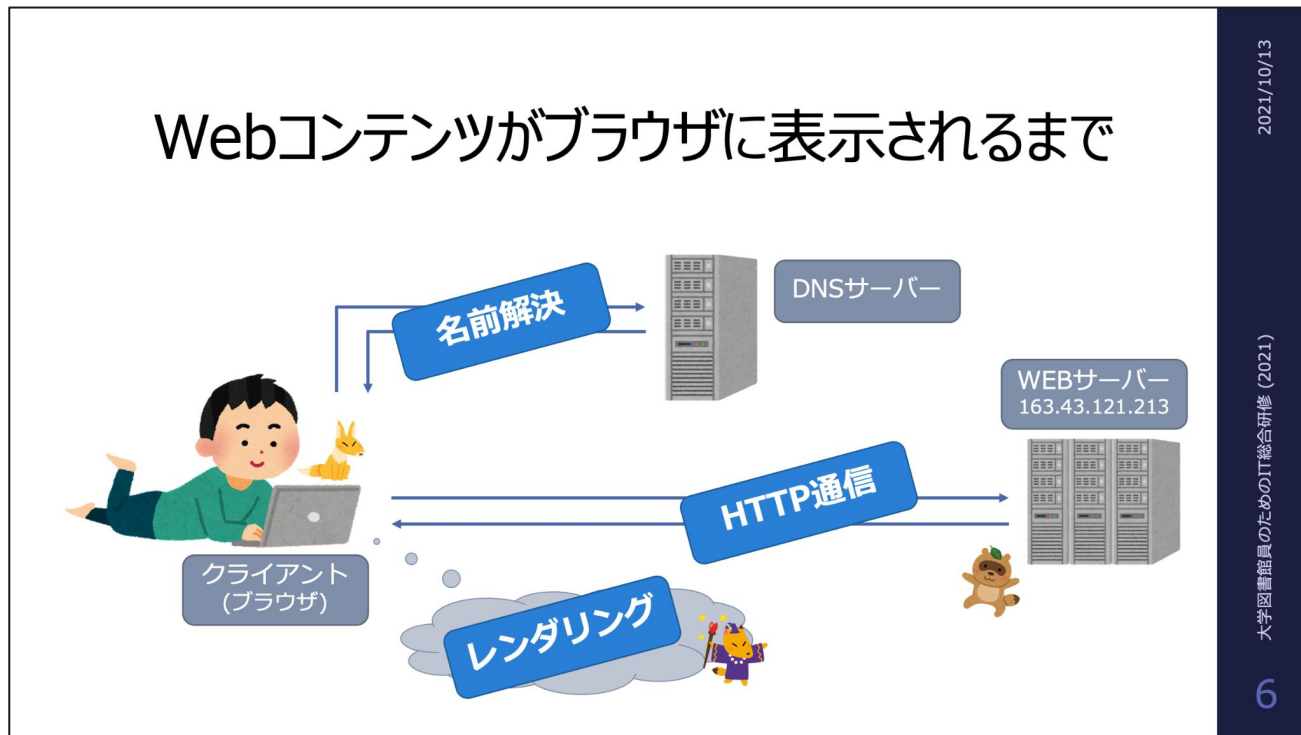 Webコンテンツがブラウザに表示されるまで
名前解決
DNSサーバー
WEBサーバー
163.43.121.213
HTTP通信
クライアント
(ブラウザ)
レンダリング
2021/10/13
大学図書館員のためのIT総合研修 (2021)
6